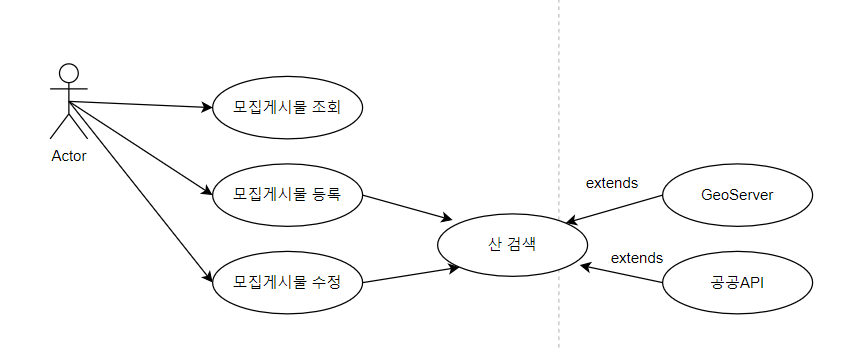 모집게시물 조회
Actor
모집게시물 등록
extends
GeoServer
산 검색
extends
모집게시물 수정
공공API